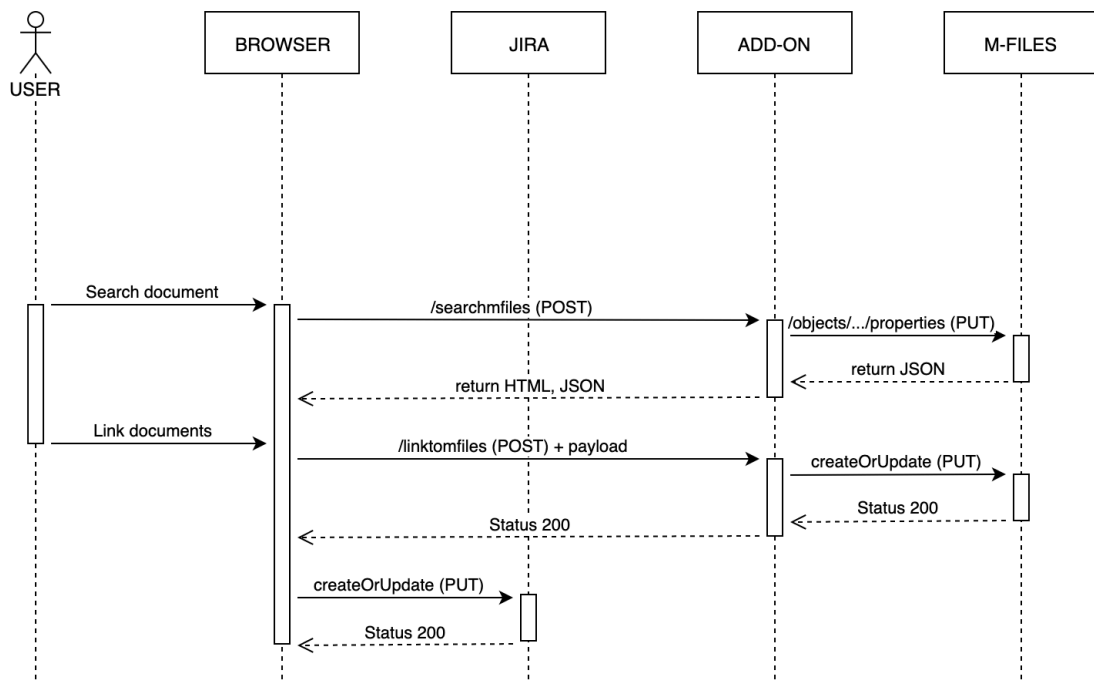 USER
BROWSER
JIRA
ADD-ON
M-FILES
Search document
/searchmfiles (POST)
/objects/.../properties (PUT)
return JSON
return HTML, JSON
Link documents
/linktomfiles (POST) + payload
createOrUpdate (PUT)
Status 200
Status 200
createOrUpdate (PUT)
Status 200